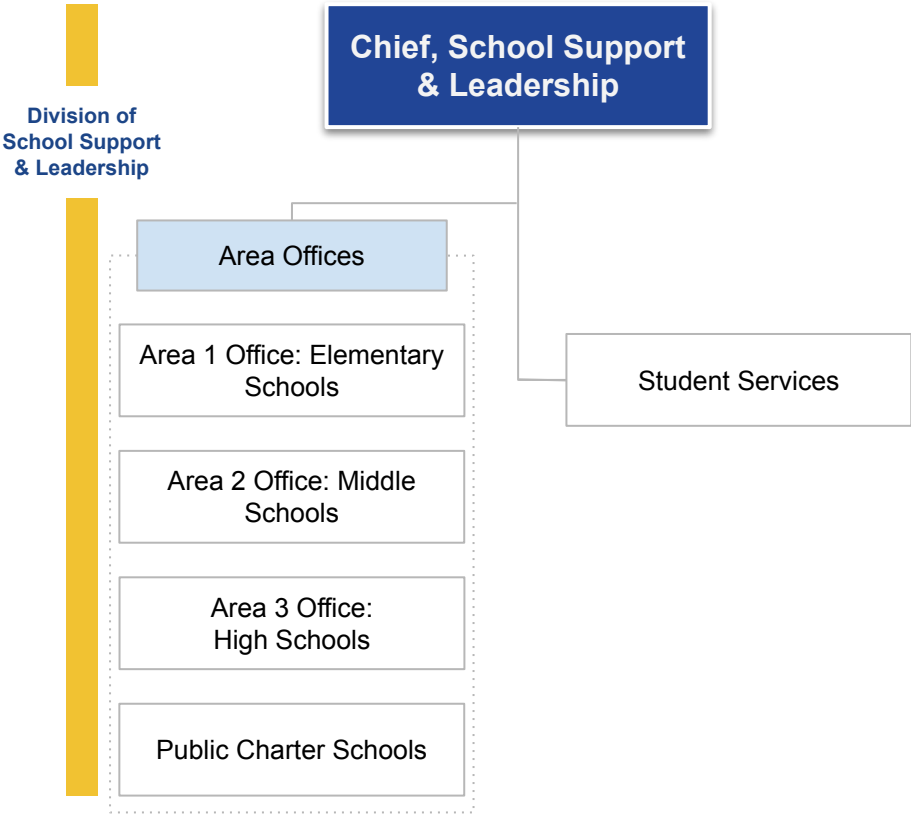 Chief, School Support
& Leadership
Division of
School Support
& Leadership
Area Offices
Area 1 Office: Elementary
Schools
Area 2 Office: Middle
Schools
Area 3 Office:
High Schools
Public Charter Schools
Student Services